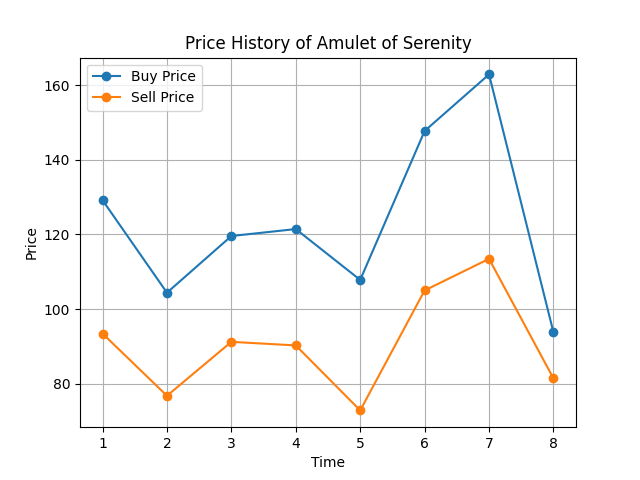 Price History of Amulet of Serenity
Buy Price
Sell Price
160
140
120
100
80
Price
1 2 3 4 5 6 7 8
Time